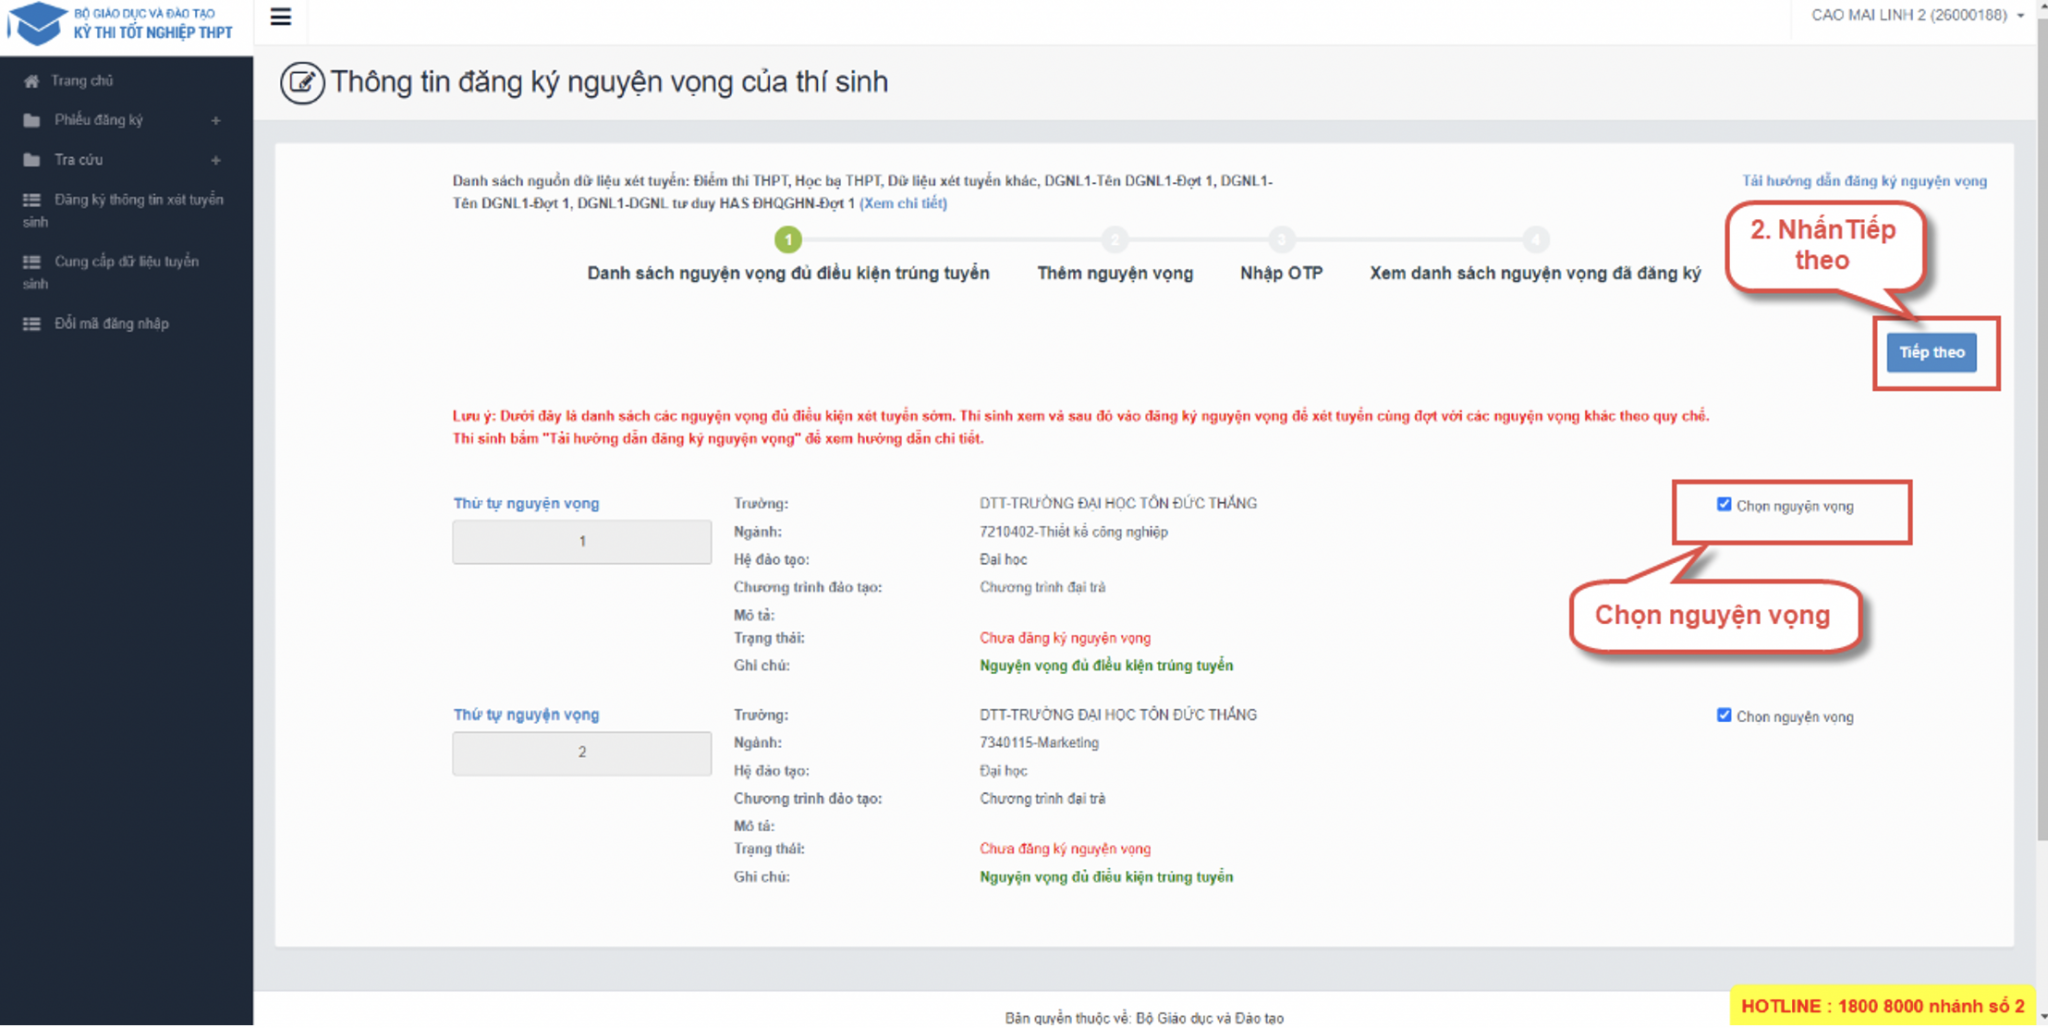 BỘ GIÁO DỤC VÀ ĐÀO TẠO
KỲ THI TỐT NGHIỆP THPT
CAO MAI LINH 2 (26000188)
Trang chủ
Phiếu đăng ký +
Tra cứu +
Đăng ký thông tin xét tuyển
sinh
Cung cấp dữ liệu tuyển
sinh
Đổi mã đăng nhập
Thông tin đăng ký nguyện vọng của thí sinh
Danh sách nguồn dữ liệu xét tuyển: Điểm thi THPT, Học bạ THPT, Dữ liệu xét tuyển khác, DGNL1-Tên DGNL1-Đợt 1, DGNL1-
Tên DGNL1-Đợt 1, DGNL1-DGNL tư duy HAS ĐHQGHN-Đợt 1 (Xem chi tiết)
Tải hướng dẫn đăng ký nguyện vọng
2. NhấnTiếp
theo
1 2 3 4
Danh sách nguyện vọng đủ điều kiện trúng tuyển Thêm nguyện vọng Nhập OTP Xem danh sách nguyện vọng đã đăng ký
Tiếp theo
Lưu ý: Dưới đây là danh sách các nguyện vọng đủ điều kiện xét tuyển sớm. Thí sinh xem và sau đó vào đăng ký nguyện vọng để xét tuyển cùng đợt với các nguyện vọng khác theo quy chế.
Thí sinh bấm "Tải hướng dẫn đăng ký nguyện vọng" để xem hướng dẫn chi tiết.
Thứ tự nguyện vọng
1
Trường: DTT-TRƯỜNG ĐẠI HỌC TÔN ĐỨC THẮNG
Ngành: 7210402-Thiết kế công nghiệp
Hệ đào tạo: Đại học
Chương trình đào tạo: Chương trình đại trà
Mô tả:
Trạng thái: Chưa đăng ký nguyện vọng
Ghi chú: Nguyện vọng đủ điều kiện trúng tuyển
Chọn nguyện vọng
Chọn nguyện vọng
Thứ tự nguyện vọng
2
Trường: DTT-TRƯỜNG ĐẠI HỌC TÔN ĐỨC THẮNG
Ngành: 7340115-Marketing
Hệ đào tạo: Đại học
Chương trình đào tạo: Chương trình đại trà
Mô tả:
Trạng thái: Chưa đăng ký nguyện vọng
Ghi chú: Nguyện vọng đủ điều kiện trúng tuyển
Chọn nguyện vọng
Bản quyền thuộc về: Bộ Giáo dục và Đào tạo
HOTLINE : 1800 8000 nhánh số 2